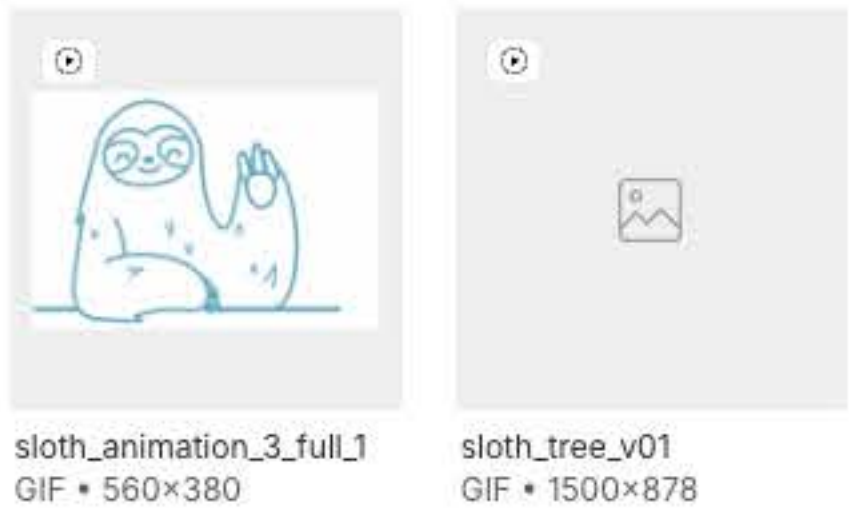 sloth_animation_3_full_1
GIF • 560×380
sloth_tree_v01
GIF • 1500×878